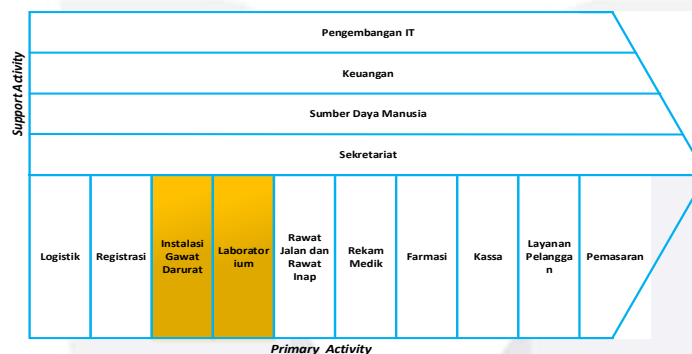 Support Activity
Pengembangan IT
Keuangan
Sumber Daya Manusia
Sekretariat
Logistik
Registrasi
Instalasi
Gawat
Darurat
Laborator
ium
Rawat
Jalan dan
Rawat
Inap
Rekam
Medik
Farmasi
Kassa
Layanan
Pelangga
n
Pemasaran
Primary Activity